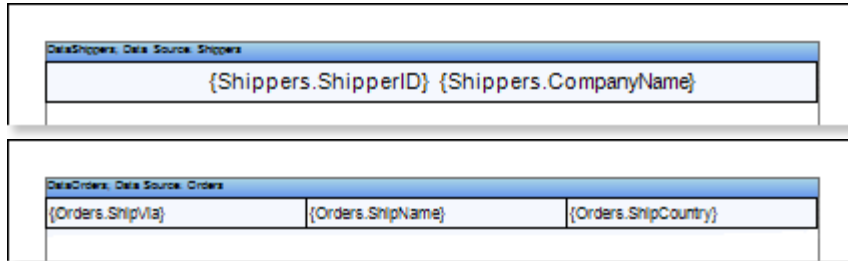 DataShippers, Data Source: Shippers
{Shippers.ShipperID} {Shippers.CompanyName}
DataOrders, Data Source: Orders
{Orders.ShipVia} {Orders.ShipName} {Orders.ShipCountry}